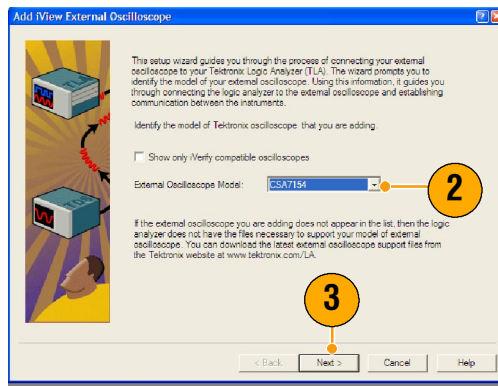 Add iView External Oscilloscope
This setup wizard guides you through the process of connecting your external
oscilloscope to your Tektronix Logic Analyzer (TLA). The wizard prompts you to
identify the model of your external oscilloscope. Using this information, it guides you
through connecting the logic analyzer to the external oscilloscope and establishing
communication between the instruments.
Identify the model of Tektronix oscilloscope that you are adding.
Show only iVerify compatible oscilloscopes
External Oscilloscope Model: CSA7154
2
If the external oscilloscope you are adding does not appear in the list, then the logic
analyzer does not have the files necessary to support your model of external
oscilloscope. You can download the latest external oscilloscope support files from
the Tektronix website at www.tektronix.com/LA.
3
< Back Next > Cancel Help